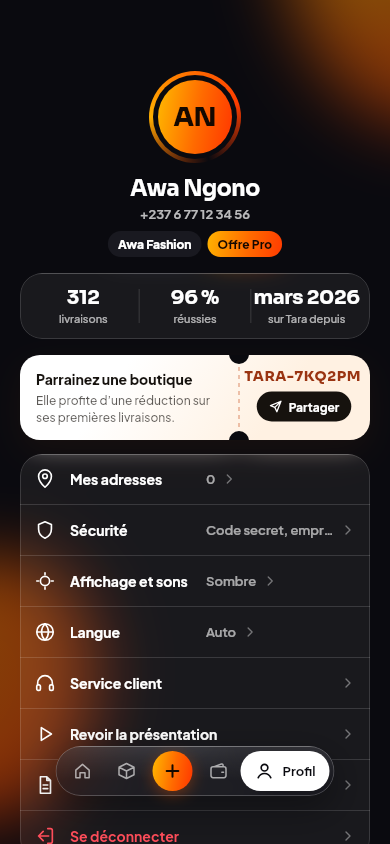 AN
Awa Ngono
+237 6 77 12 34 56
Awa Fashion
Offre Pro
312
livraisons
96 %
réussies
mars 2026
sur Tara depuis
Parrainez une boutique
Elle profite d'une réduction sur
ses premières livraisons.
TARA-7KQ2PM
Partager
Mes adresses 0
Sécurité Code secret, empr…
Affichage et sons Sombre
Langue Auto
Service client
Revoir la présentation
Profil
Se déconnecter